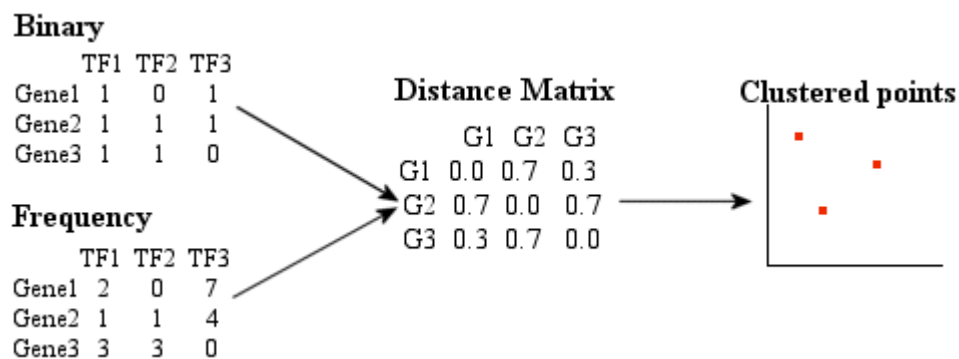 Binary
TF1 TF2 TF3
Gene1 1 0 1
Gene2 1 1 1
Gene3 1 1 0
Frequency
TF1 TF2 TF3
Gene1 2 0 7
Gene2 1 1 4
Gene3 3 3 0
Distance Matrix
G1 G2 G3
G1 0.0 0.7 0.3
G2 0.7 0.0 0.7
G3 0.3 0.7 0.0
Clustered points